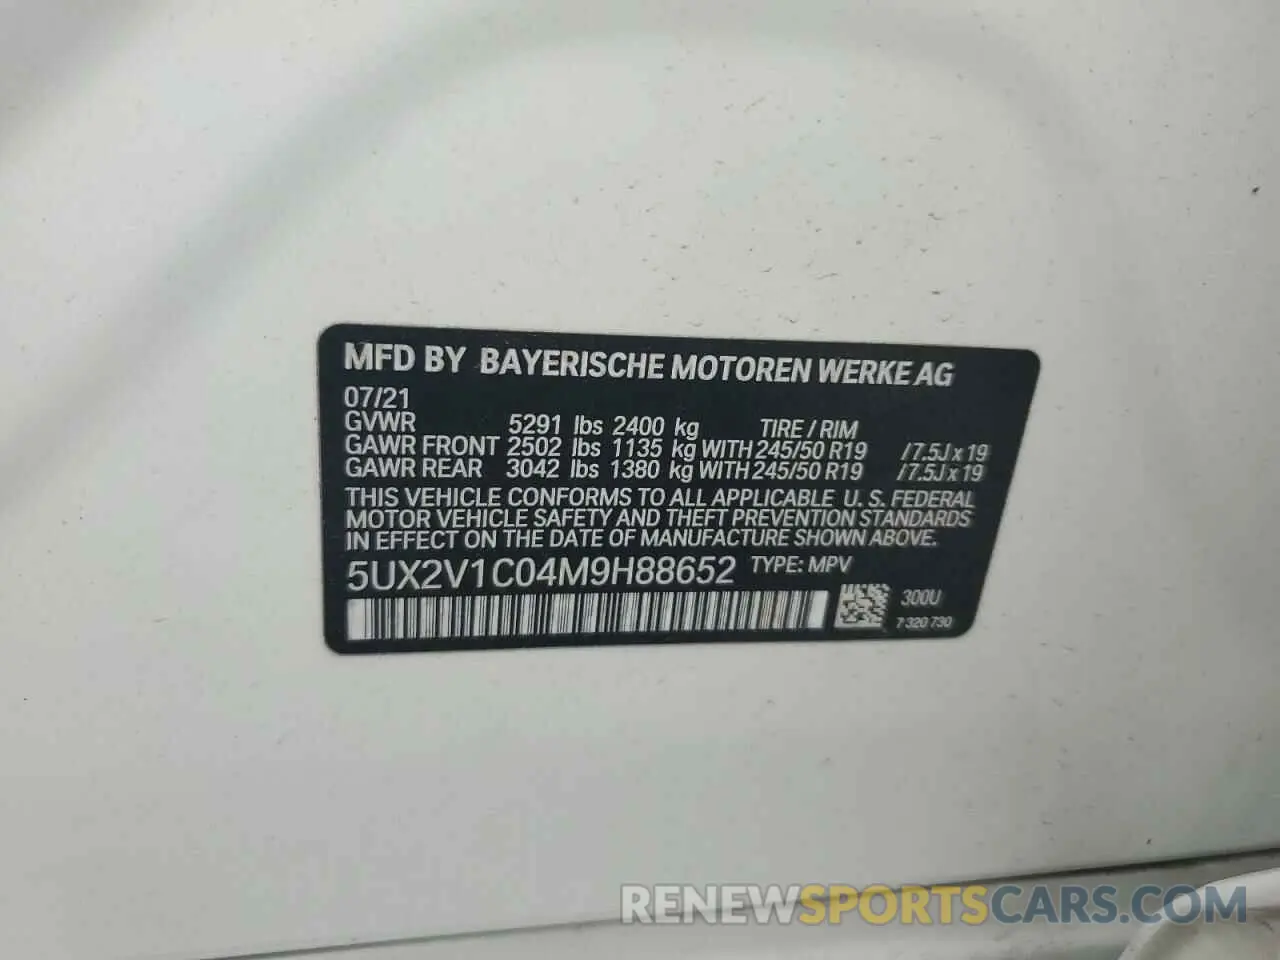 MFD BY BAYERISCHE MOTOREN WERKE AG
07/21
GVWR 5291 lbs 2400 kg TIRE / RIM
GAWR FRONT 2502 lbs 1135 kg WITH 245/50 R19 / 7.5J x 19
GAWR REAR 3042 lbs 1380 kg WITH 245/50 R19 / 7.5J x 19
THIS VEHICLE CONFORMS TO ALL APPLICABLE U. S. FEDERAL
MOTOR VEHICLE SAFETY AND THEFT PREVENTION STANDARDS
IN EFFECT ON THE DATE OF MANUFACTURE SHOWN ABOVE.
5UX2V1C04M9H88652 TYPE: MPV
300U
7 320 730
RENEWSPORTSCARS.COM